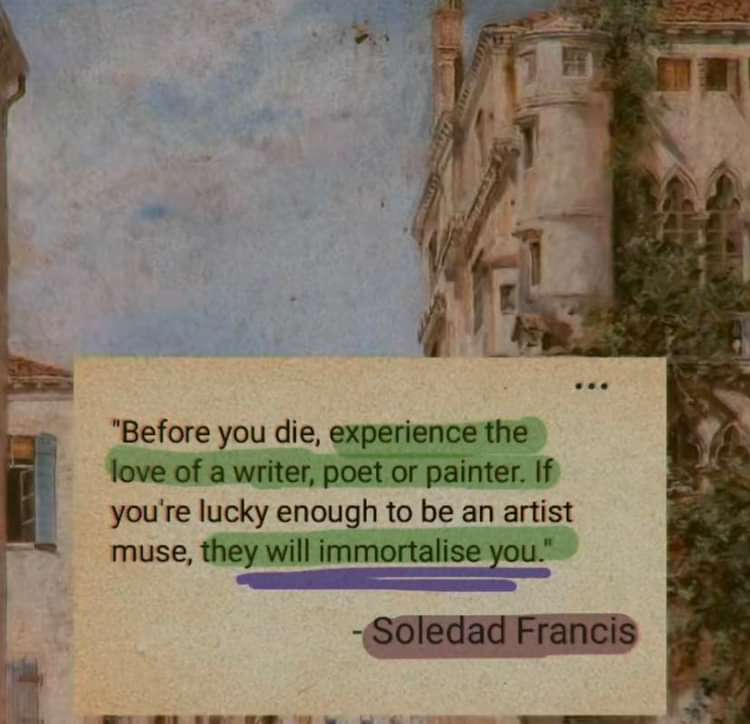 "Before you die, experience the
love of a writer, poet or painter. If
you're lucky enough to be an artist
muse, they will immortalise you."
- Soledad Francis